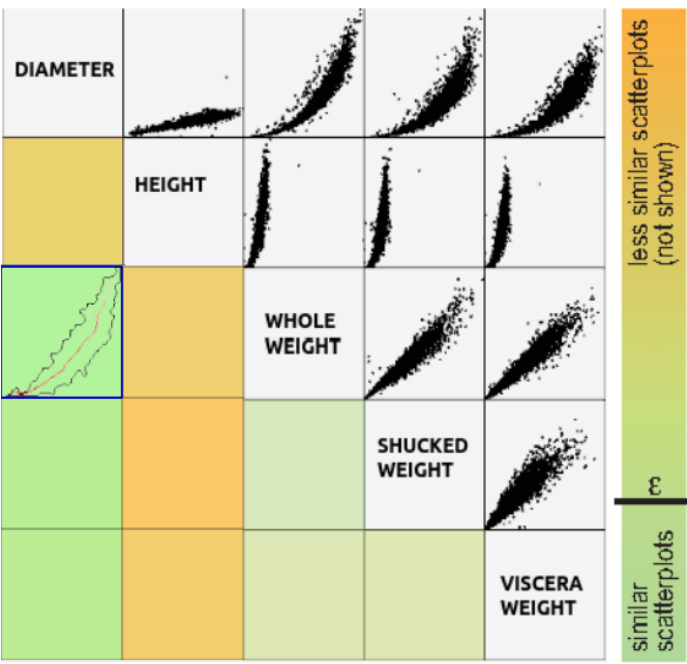 DIAMETER
HEIGHT
WHOLE
WEIGHT
SHUCKED
WEIGHT
VISCERA
WEIGHT
less similar scatterplots
(not shown)
ε
similar
scatterplots